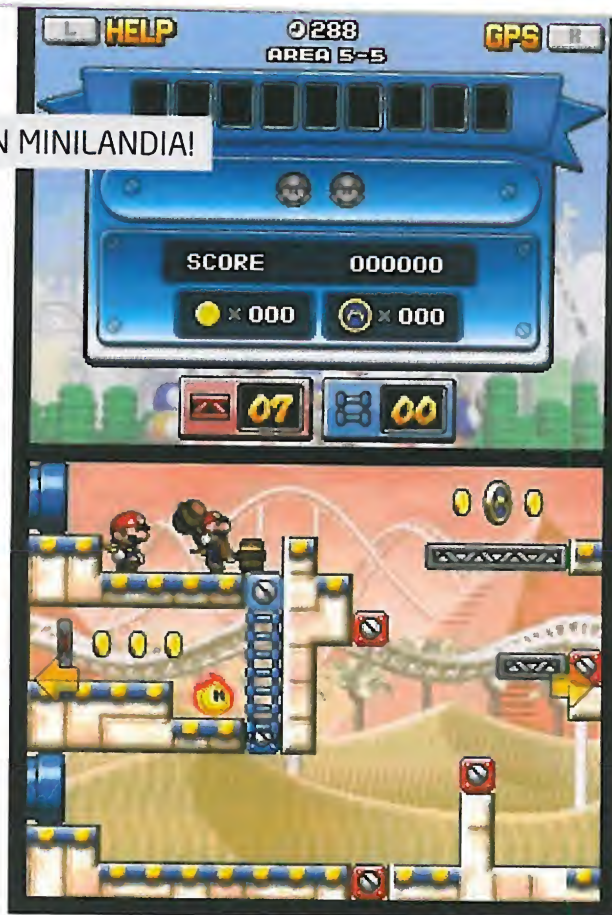 L HELP 288 GPS R
AREA 5-5
N MINILANDIA!
SCORE 000000
× 000 × 000
07 00